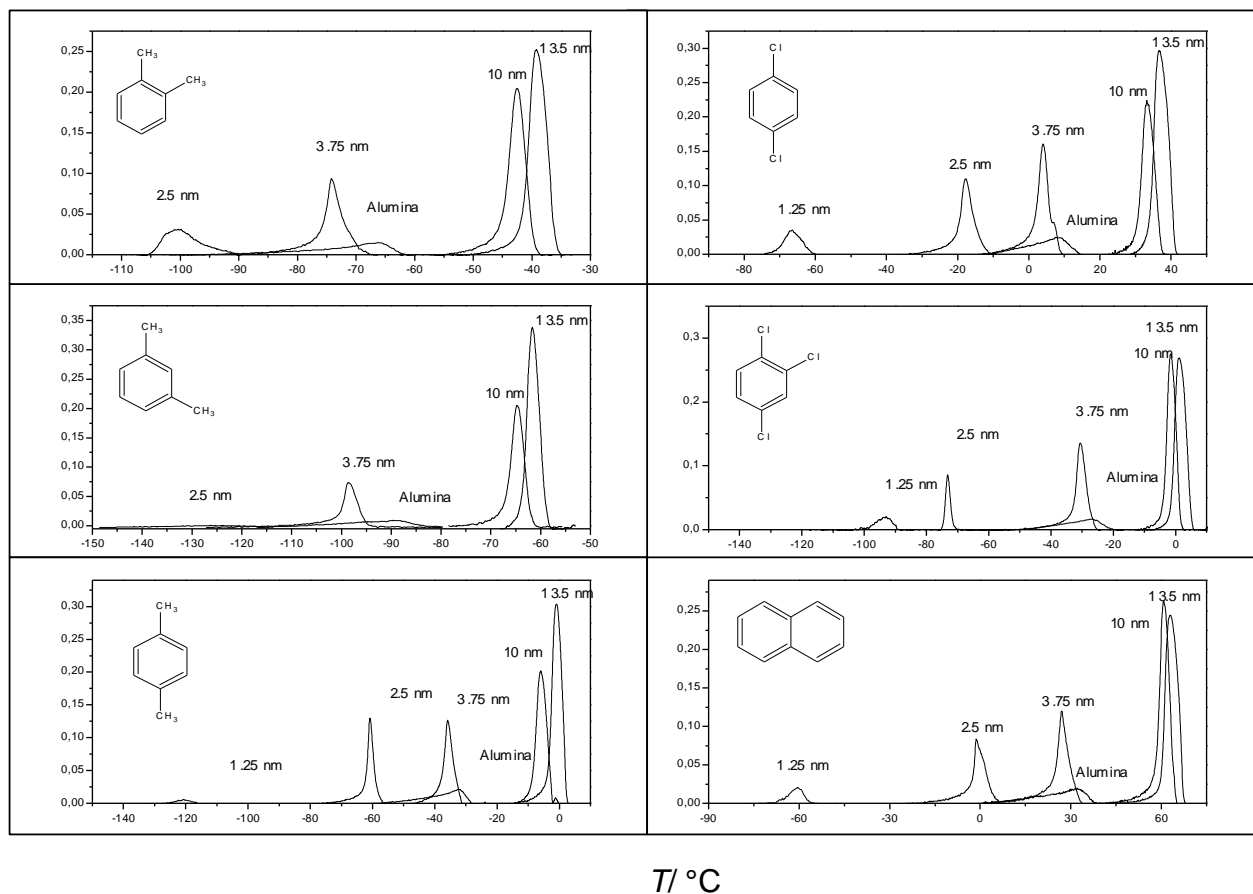 0,25
0,20
0,15
0,10
0,05
0,00
CH3
CH3
2.5 nm
3.75 nm
Alumina
10 nm
13.5 nm
-110 -100 -90 -80 -70 -60 -50 -40 -30
0,30
0,25
0,20
0,15
0,10
0,05
0,00
Cl
Cl
1.25 nm
2.5 nm
3.75 nm
Alumina
10 nm
13.5 nm
-80 -60 -40 -20 0 20 40
0,35
0,30
0,25
0,20
0,15
0,10
0,05
0,00
CH3
CH3
2.5 nm
3.75 nm
Alumina
10 nm
13.5 nm
-150 -140 -130 -120 -110 -100 -90 -80 -70 -60 -50
0,3
0,2
0,1
0,0
Cl
Cl
Cl
1.25 nm
2.5 nm
3.75 nm
Alumina
10 nm
13.5 nm
-140 -120 -100 -80 -60 -40 -20 0
0,30
0,25
0,20
0,15
0,10
0,05
0,00
CH3
CH3
1.25 nm
2.5 nm
3.75 nm
Alumina
10 nm
13.5 nm
-140 -120 -100 -80 -60 -40 -20 0
0,25
0,20
0,15
0,10
0,05
0,00
1.25 nm
2.5 nm
3.75 nm
Alumina
10 nm
13.5 nm
-90 -60 -30 0 30 60
T/ °C